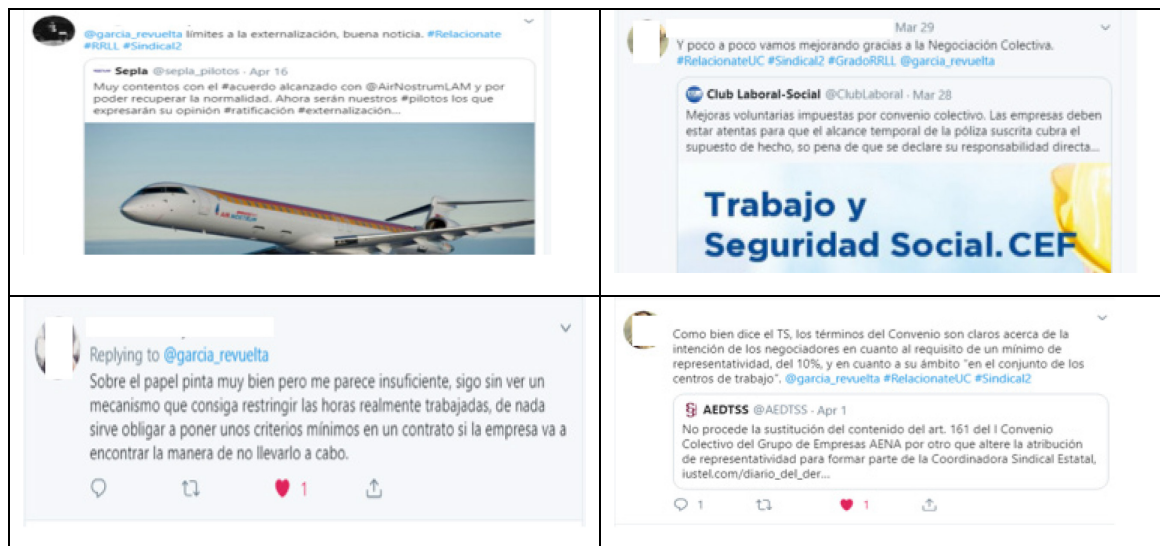 @garcia_revuelta límites a la externalización, buena noticia. #Relacionate
#RRLL #Sindical2
Sepla @sepla_pilotos · Apr 16
Muy contentos con el #acuerdo alcanzado con @AirNostrumLAM y por
poder recuperar la normalidad. Ahora serán nuestros #pilotos los que
expresarán su opinión #ratificación #externalización...
AIR NOSTRUM
Mar 29
Y poco a poco vamos mejorando gracias a la Negociación Colectiva.
#RelacionateUC #Sindical2 #GradoRRLL @garcia_revuelta
Club Laboral-Social @ClubLaboral · Mar 28
Mejoras voluntarias impuestas por convenio colectivo. Las empresas deben
estar atentas para que el alcance temporal de la póliza suscrita cubra el
supuesto de hecho, so pena de que se declare su responsabilidad directa...
Trabajo y
Seguridad Social.CEF
Replying to @garcia_revuelta
Sobre el papel pinta muy bien pero me parece insuficiente, sigo sin ver un
mecanismo que consiga restringir las horas realmente trabajadas, de nada
sirve obligar a poner unos criterios mínimos en un contrato si la empresa va a
encontrar la manera de no llevarlo a cabo.
1
Como bien dice el TS, los términos del Convenio son claros acerca de la
intención de los negociadores en cuanto al requisito de un mínimo de
representatividad, del 10%, y en cuanto a su ámbito "en el conjunto de los
centros de trabajo". @garcia_revuelta #RelacionateUC #Sindical2
AEDTSS @AEDTSS · Apr 1
No procede la sustitución del contenido del art. 161 del I Convenio
Colectivo del Grupo de Empresas AENA por otro que altere la atribución
de representatividad para formar parte de la Coordinadora Sindical Estatal,
iustel.com/diario_del_der...
1 1